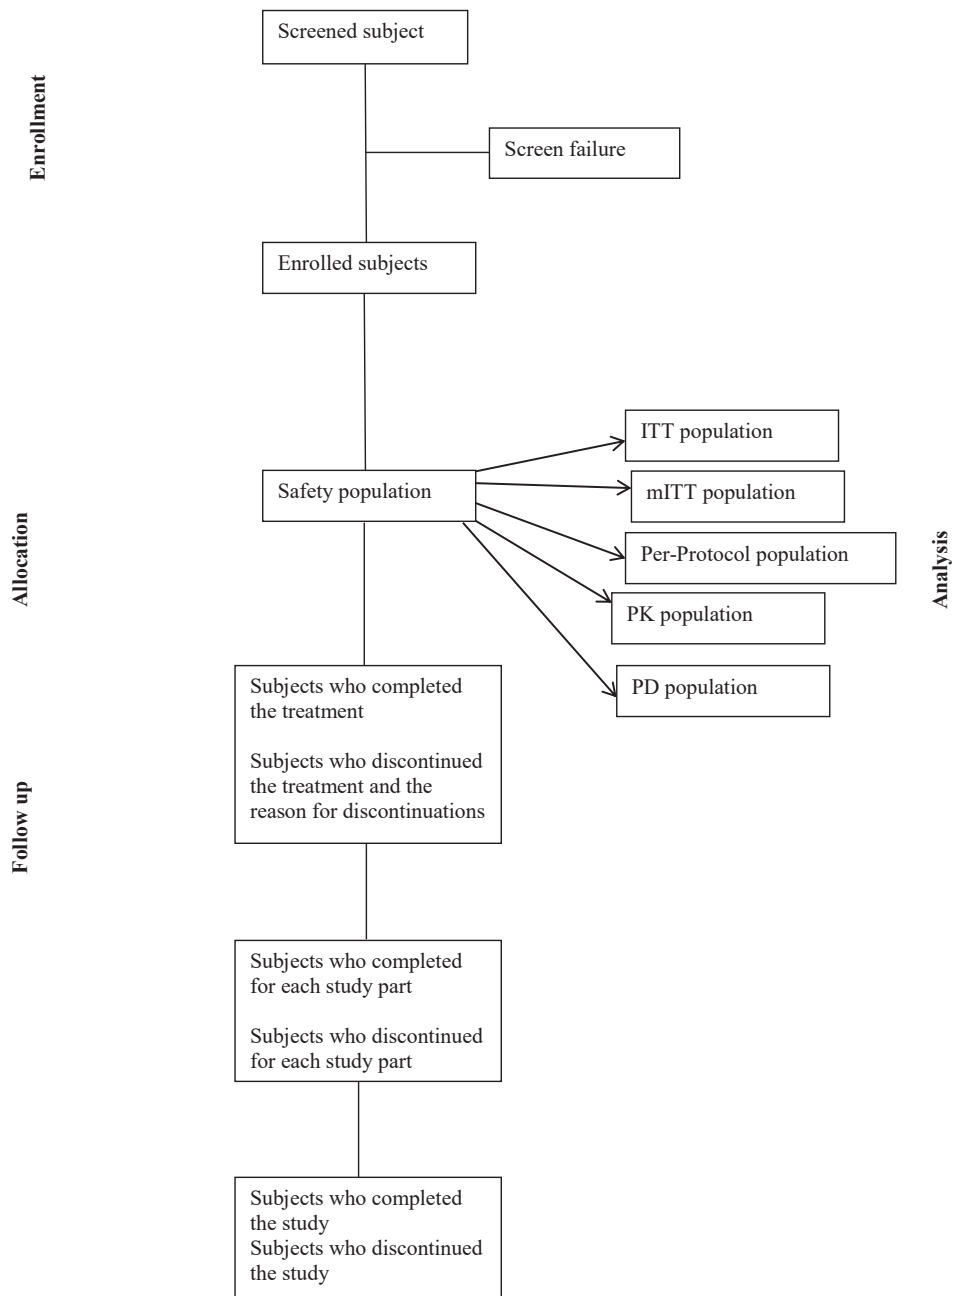 Screened subject
Enrollment
Screen failure
Enrolled subjects
ITT population
Safety population
mITT population
Allocation
Analysis
Per-Protocol population
PK population
PD population
Subjects who completed
the treatment
Subjects who discontinued
the treatment and the
reason for discontinuations
Follow up
Subjects who completed
for each study part
Subjects who discontinued
for each study part
Subjects who completed
the study
Subjects who discontinued
the study